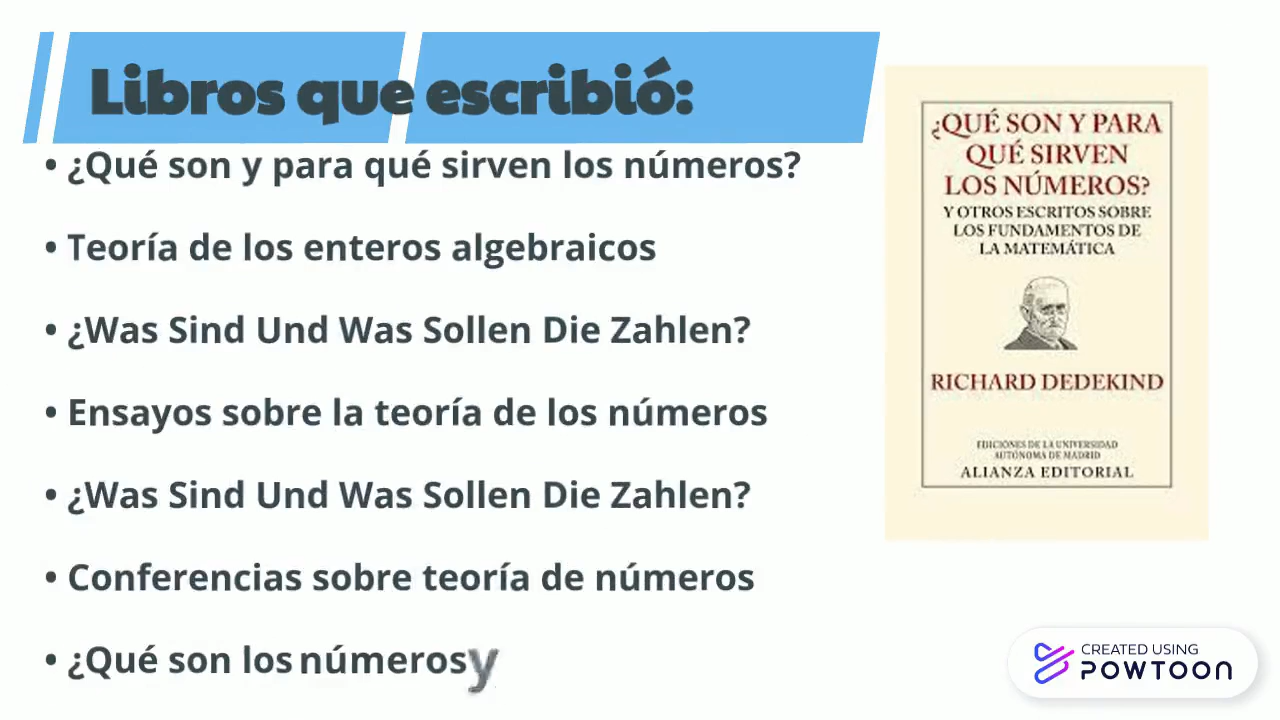 Libros que escribió:
• ¿Qué son y para qué sirven los números?
• Teoría de los enteros algebraicos
• ¿Was Sind Und Was Sollen Die Zahlen?
• Ensayos sobre la teoría de los números
• ¿Was Sind Und Was Sollen Die Zahlen?
• Conferencias sobre teoría de números
• ¿Qué son los números y
¿QUÉ SON Y PARA
QUÉ SIRVEN
LOS NÚMEROS?
Y OTROS ESCRITOS SOBRE
LOS FUNDAMENTOS DE
LA MATEMÁTICA
RICHARD DEDEKIND
EDICIONES DE LA UNIVERSIDAD
AUTÓNOMA DE MADRID
ALIANZA EDITORIAL
CREATED USING
POWTOON